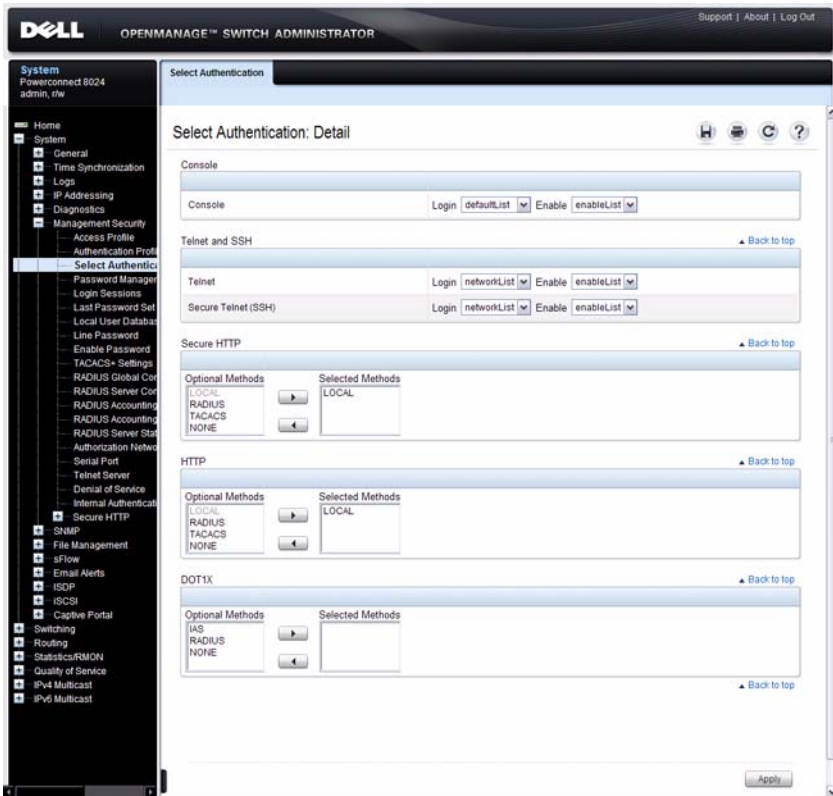 Support | About | Log Out
DELL OPENMANAGE™ SWITCH ADMINISTRATOR
System
Powerconnect 8024
admin, r/w
Home
System
General
Time Synchronization
Logs
IP Addressing
Diagnostics
Management Security
Access Profile
Authentication Profi
Select Authentica
Password Manager
Login Sessions
Last Password Set
Local User Databas
Line Password
Enable Password
TACACS+ Settings
RADIUS Global Con
RADIUS Server Con
RADIUS Accounting
RADIUS Accounting
RADIUS Server Stat
Authorization Netwo
Serial Port
Telnet Server
Denial of Service
Internal Authenticati
Secure HTTP
SNMP
File Management
sFlow
Email Alerts
ISDP
iSCSI
Captive Portal
Switching
Routing
Statistics/RMON
Quality of Service
IPv4 Multicast
IPv6 Multicast
Select Authentication
Select Authentication: Detail
Console
Console Login defaultList Enable enableList
Telnet and SSH Back to top
Telnet Login networkList Enable enableList
Secure Telnet (SSH) Login networkList Enable enableList
Secure HTTP Back to top
Optional Methods Selected Methods
LOCAL LOCAL
RADIUS
TACACS
NONE
HTTP Back to top
Optional Methods Selected Methods
LOCAL LOCAL
RADIUS
TACACS
NONE
DOT1X Back to top
Optional Methods Selected Methods
IAS
RADIUS
NONE
Back to top
Apply